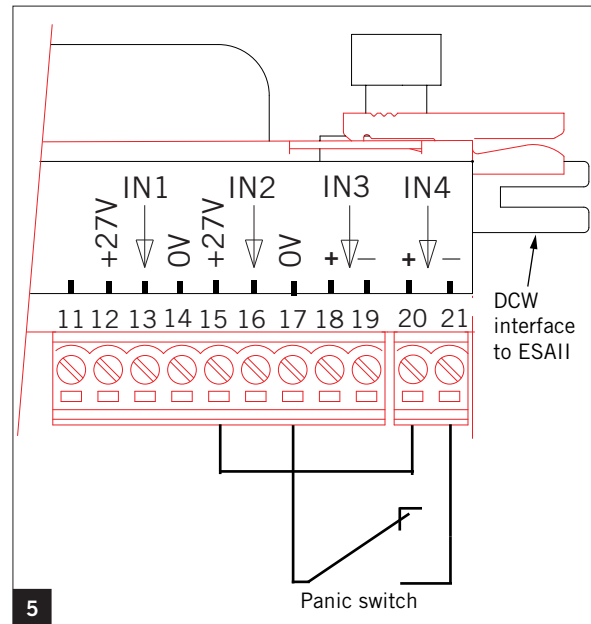 IN1 IN2 IN3 IN4
+27V 0V +27V 0V + – + –
11 12 13 14 15 16 17 18 19 20 21
DCW
interface
to ESAII
Panic switch
5